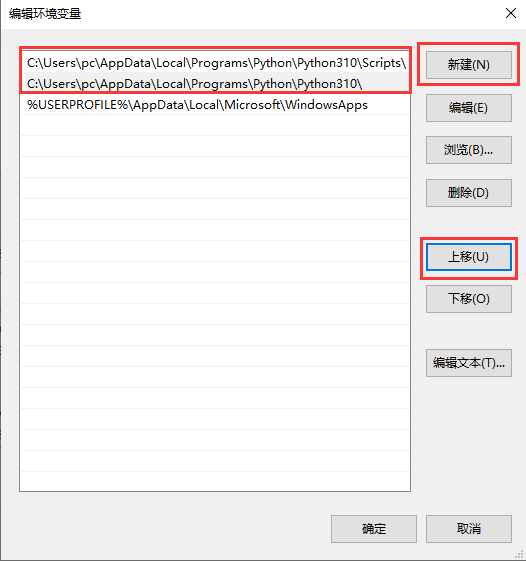 编辑环境变量
C:\Users\pc\AppData\Local\Programs\Python\Python310\Scripts\
C:\Users\pc\AppData\Local\Programs\Python\Python310\
%USERPROFILE%\AppData\Local\Microsoft\WindowsApps
新建(N)
编辑(E)
浏览(B)...
删除(D)
上移(U)
下移(O)
编辑文本(T)...
确定
取消